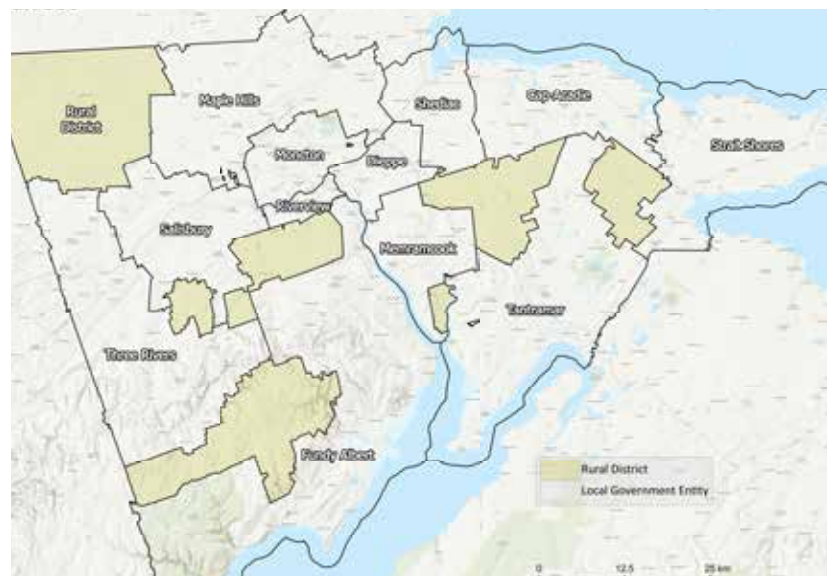 Rural
District
Maple Hills
Shediac
Cap-Acadie
Strait Shores
Moncton
Dieppe
Riverview
Salisbury
Memramcook
Tantramar
Three Rivers
Fundy Albert
Rural District
Local Government Entity
0 12.5 25 km